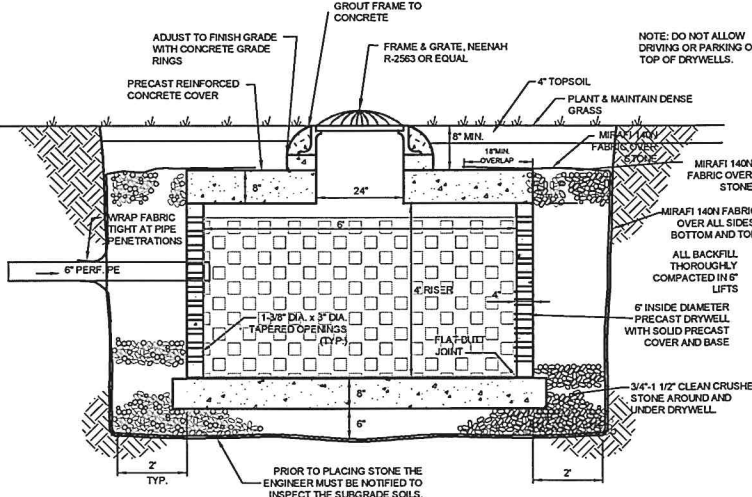 GROUT FRAME TO
CONCRETE
ADJUST TO FINISH GRADE
WITH CONCRETE GRADE
RINGS
FRAME & GRATE, NEENAH
R-2563 OR EQUAL
NOTE: DO NOT ALLOW
DRIVING OR PARKING O
TOP OF DRYWELLS.
PRECAST REINFORCED
CONCRETE COVER
4" TOPSOIL
PLANT & MAINTAIN DENSE
GRASS
8" MIN.
MIRAFI 140N
FABRIC OVER
STONE
18"MIN.
OVERLAP
MIRAFI 140N
FABRIC OVER
STONE
8"
24"
WRAP FABRIC
TIGHT AT PIPE
PENETRATIONS
6'
MIRAFI 140N FABRIC
OVER ALL SIDES
BOTTOM AND TOP
6" PERF. PE
ALL BACKFILL
THOROUGHLY
COMPACTED IN 6"
LIFTS
4' RISER
4"
6' INSIDE DIAMETER
PRECAST DRYWELL
WITH SOLID PRECAST
COVER AND BASE
1-3/8" DIA. x 3" DIA.
TAPERED OPENINGS
(TYP.)
FLAT BUTT
JOINT
8"
3/4"-1 1/2" CLEAN CRUSHE
STONE AROUND AND
UNDER DRYWELL.
6"
2'
TYP.
2'
PRIOR TO PLACING STONE THE
ENGINEER MUST BE NOTIFIED TO
INSPECT THE SUBGRADE SOILS.